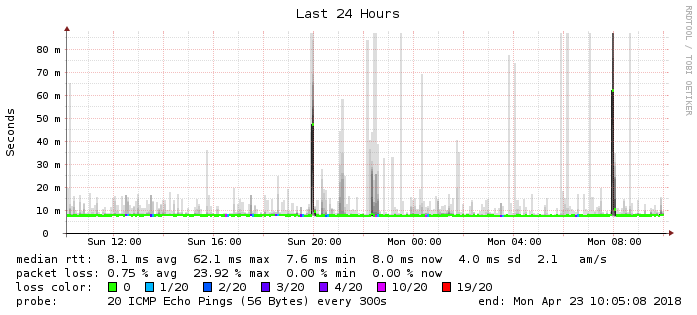 Last 24 Hours
RRDTOOL / TOBI OETIKER
Seconds
80 m
70 m
60 m
50 m
40 m
30 m
20 m
10 m
0
Sun 12:00 Sun 16:00 Sun 20:00 Mon 00:00 Mon 04:00 Mon 08:00
median rtt: 8.1 ms avg 62.1 ms max 7.6 ms min 8.0 ms now 4.0 ms sd 2.1 am/s
packet loss: 0.75 % avg 23.92 % max 0.00 % min 0.00 % now
loss color: 0 1/20 2/20 3/20 4/20 10/20 19/20
probe: 20 ICMP Echo Pings (56 Bytes) every 300s end: Mon Apr 23 10:05:08 2018